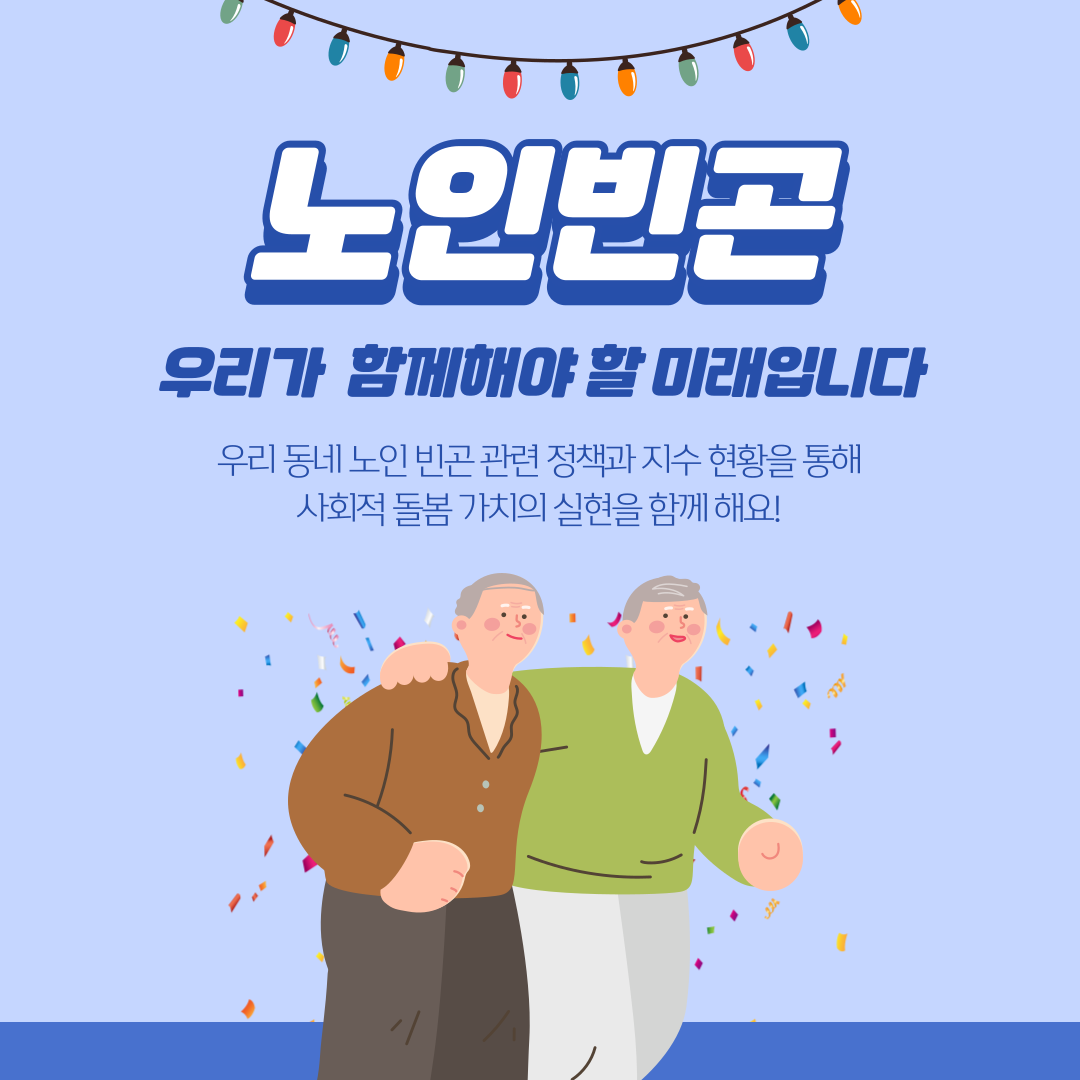 노인빈곤
우리가 함께해야 할 미래입니다
우리 동네 노인 빈곤 관련 정책과 지수 현황을 통해
사회적 돌봄 가치의 실현을 함께 해요!